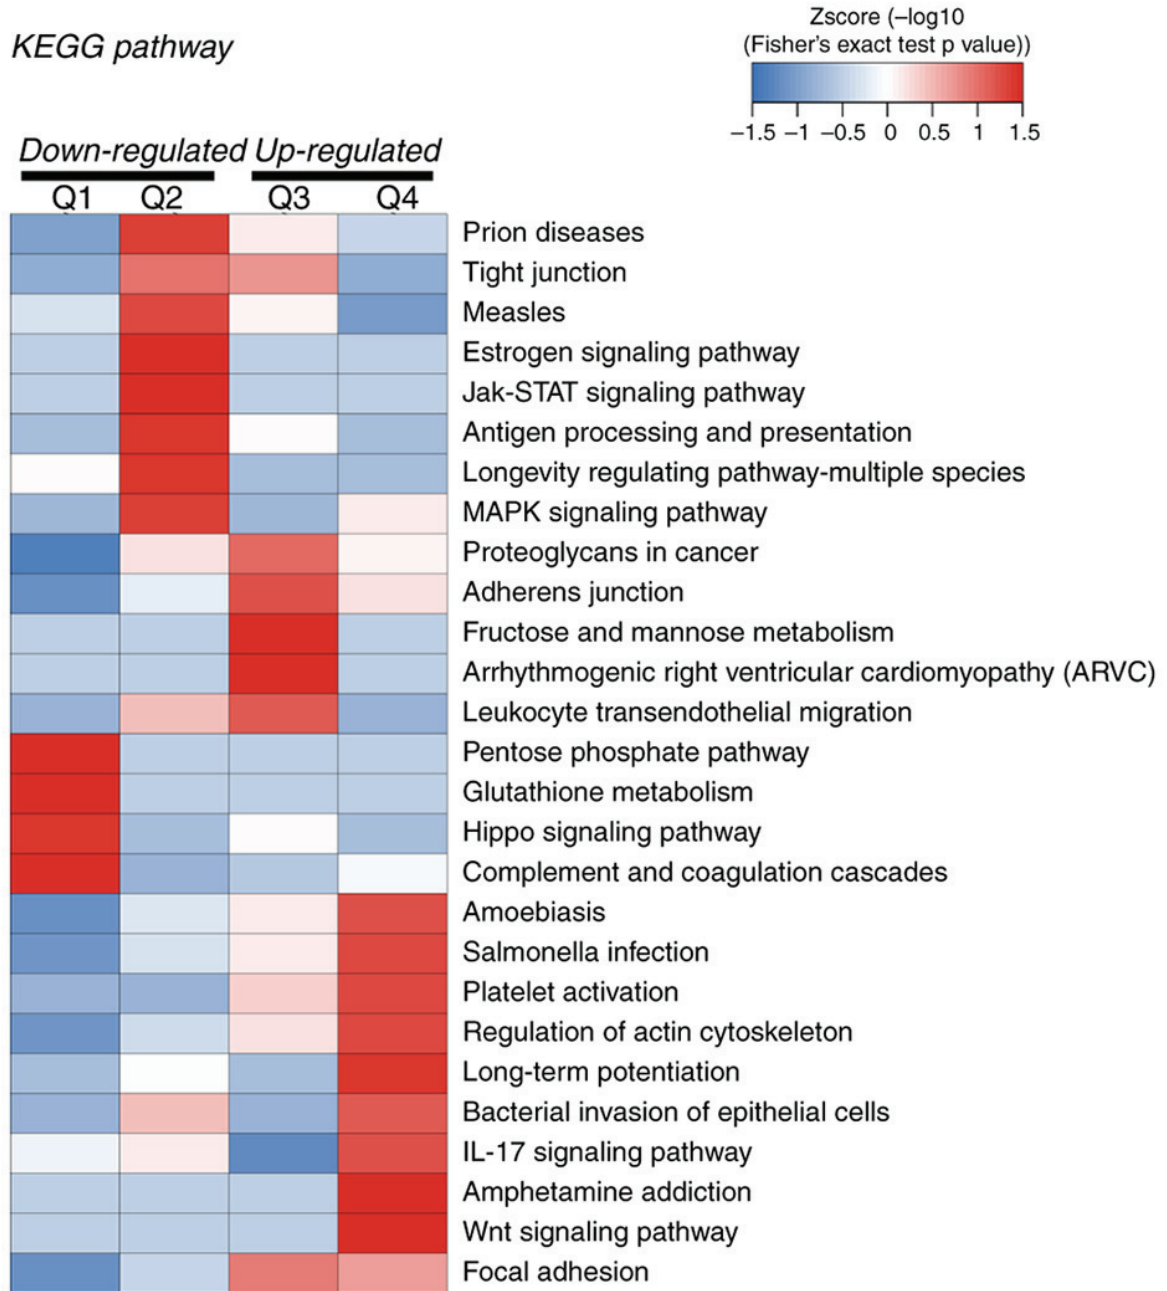 KEGG pathway
Zscore (–log10
(Fisher's exact test p value))
–1.5 –1 –0.5 0 0.5 1 1.5
Down-regulated Up-regulated
Q1 Q2 Q3 Q4
Prion diseases
Tight junction
Measles
Estrogen signaling pathway
Jak-STAT signaling pathway
Antigen processing and presentation
Longevity regulating pathway-multiple species
MAPK signaling pathway
Proteoglycans in cancer
Adherens junction
Fructose and mannose metabolism
Arrhythmogenic right ventricular cardiomyopathy (ARVC)
Leukocyte transendothelial migration
Pentose phosphate pathway
Glutathione metabolism
Hippo signaling pathway
Complement and coagulation cascades
Amoebiasis
Salmonella infection
Platelet activation
Regulation of actin cytoskeleton
Long-term potentiation
Bacterial invasion of epithelial cells
IL-17 signaling pathway
Amphetamine addiction
Wnt signaling pathway
Focal adhesion